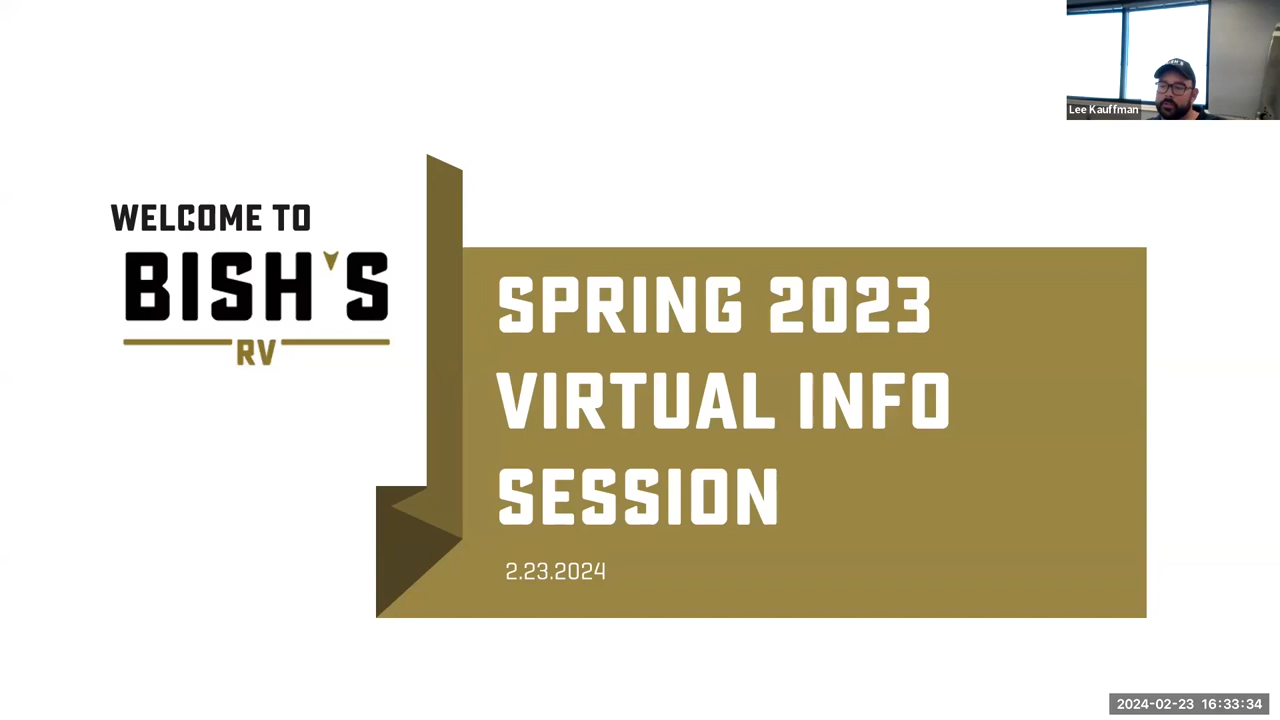 Lee Kauffman
WELCOME TO
BISH'S
RV
SPRING 2023
VIRTUAL INFO
SESSION
2.23.2024
2024-02-23 16:33:34